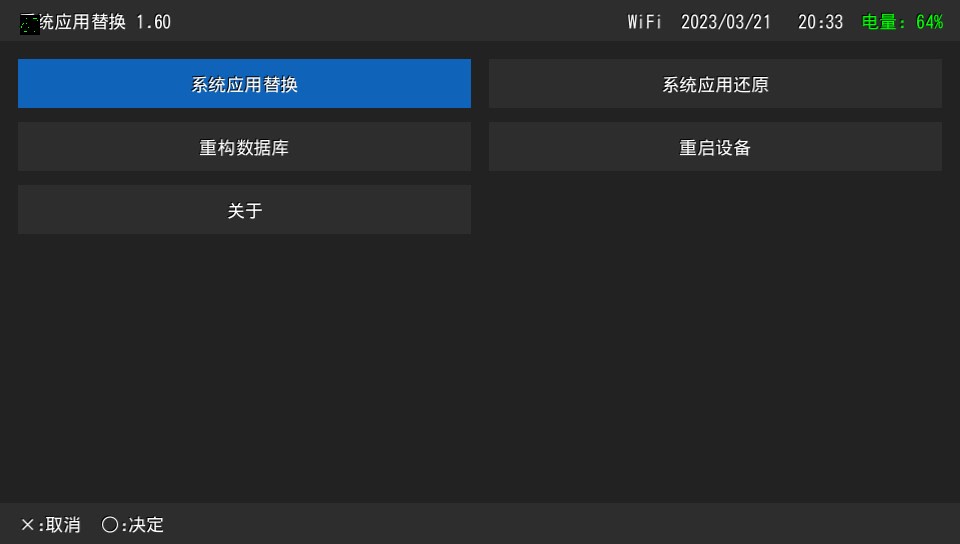 系统应用替换 1.60 WiFi 2023/03/21 20:33 电量：64%
系统应用替换 系统应用还原
重构数据库 重启设备
关于
×:取消 ○:决定